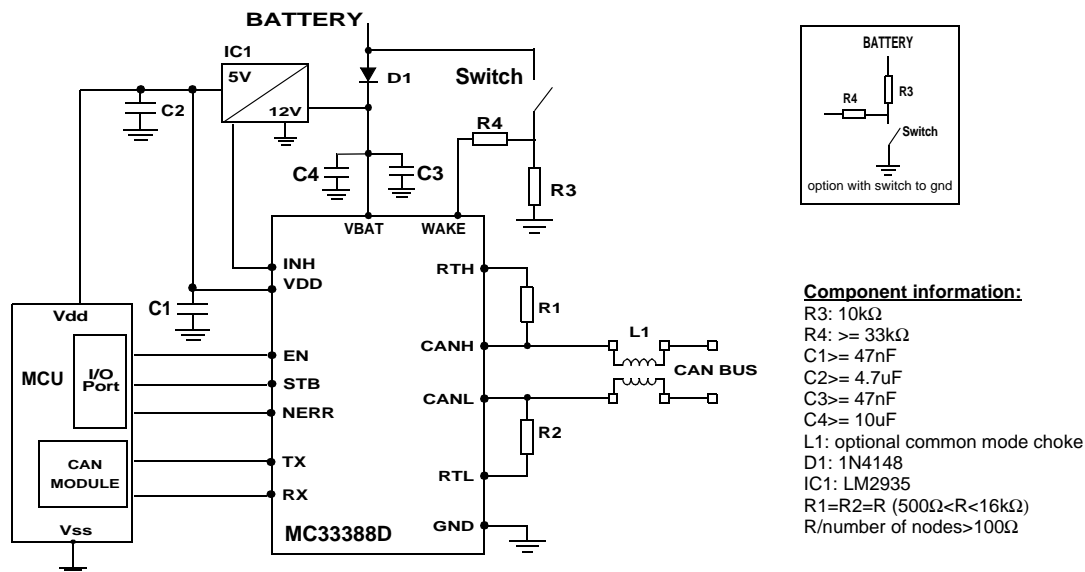 BATTERY
IC1
5V
12V
D1
Switch
C2
R4
C4
C3
R3
VBAT
WAKE
INH
VDD
RTH
C1
R1
Vdd
L1
MCU
I/O
Port
EN
CANH
CAN BUS
STB
CANL
NERR
R2
CAN
MODULE
TX
RTL
RX
Vss
MC33388D
GND
BATTERY
R4
R3
Switch
option with switch to gnd
Component information:
R3: 10kΩ
R4: >= 33kΩ
C1>= 47nF
C2>= 4.7uF
C3>= 47nF
C4>= 10uF
L1: optional common mode choke
D1: 1N4148
IC1: LM2935
R1=R2=R (500Ω<R<16kΩ)
R/number of nodes>100Ω